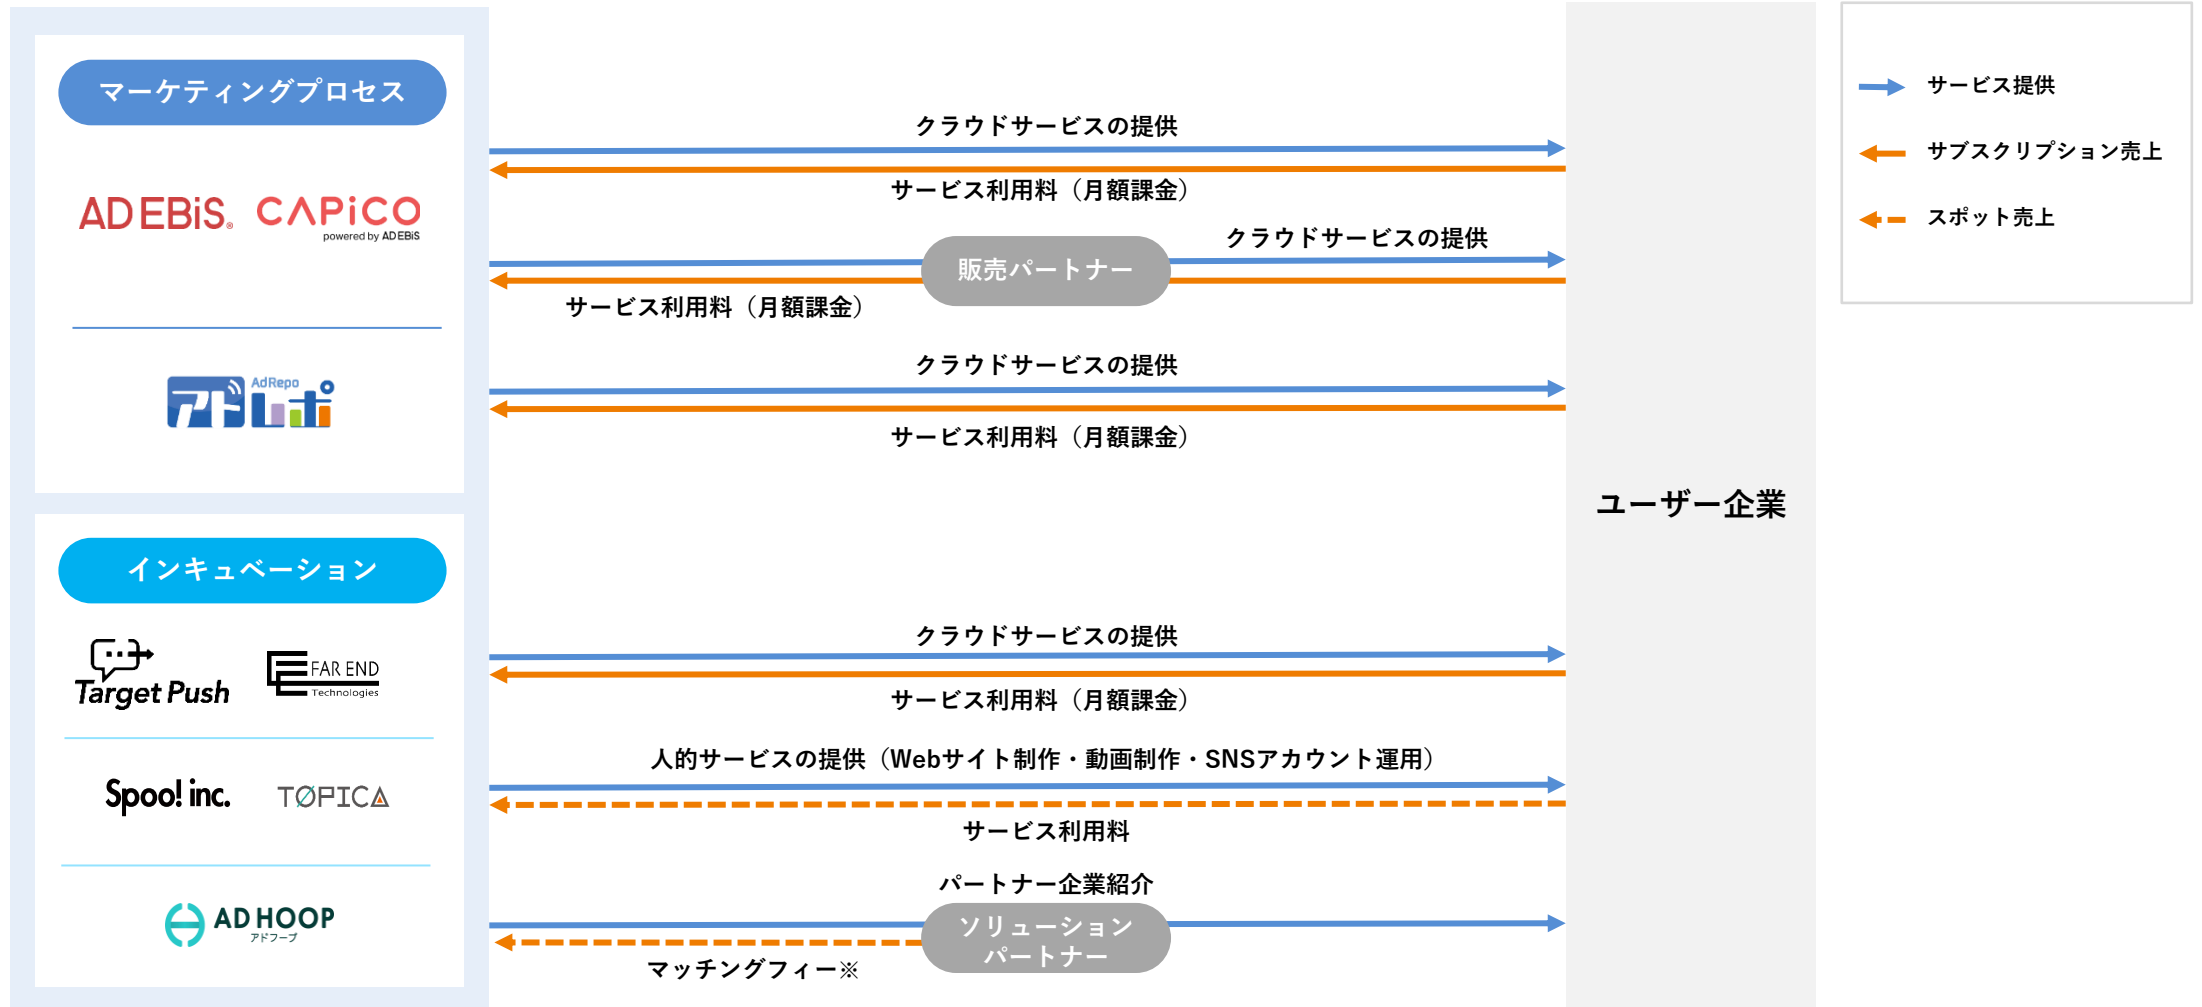 マーケティングプロセス
AD EBiS®
CAPiCO
powered by AD EBiS
AdRepo
アドレポ
インキュベーション
Target Push
FAR END
Technologies
Spoo! inc.
TOPICA
AD HOOP
アドフープ
クラウドサービスの提供
サービス利用料（月額課金）
クラウドサービスの提供
販売パートナー
サービス利用料（月額課金）
クラウドサービスの提供
サービス利用料（月額課金）
クラウドサービスの提供
サービス利用料（月額課金）
人的サービスの提供（Webサイト制作・動画制作・SNSアカウント運用）
サービス利用料
パートナー企業紹介
ソリューション
パートナー
マッチングフィー※
ユーザー企業
サービス提供
サブスクリプション売上
スポット売上